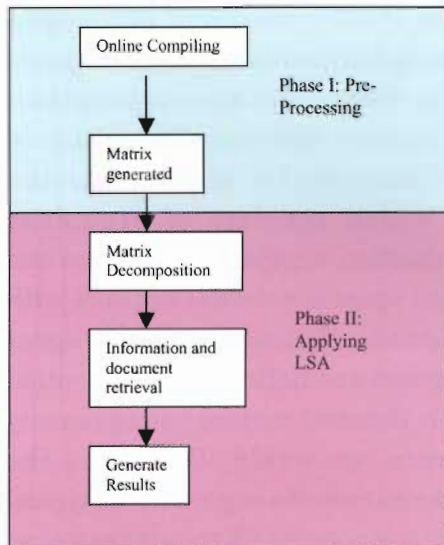 Online Compiling
Phase I: Pre-
Processing
Matrix
generated
Matrix
Decomposition
Phase II:
Applying
LSA
Information and
document
retrieval
Generate
Results